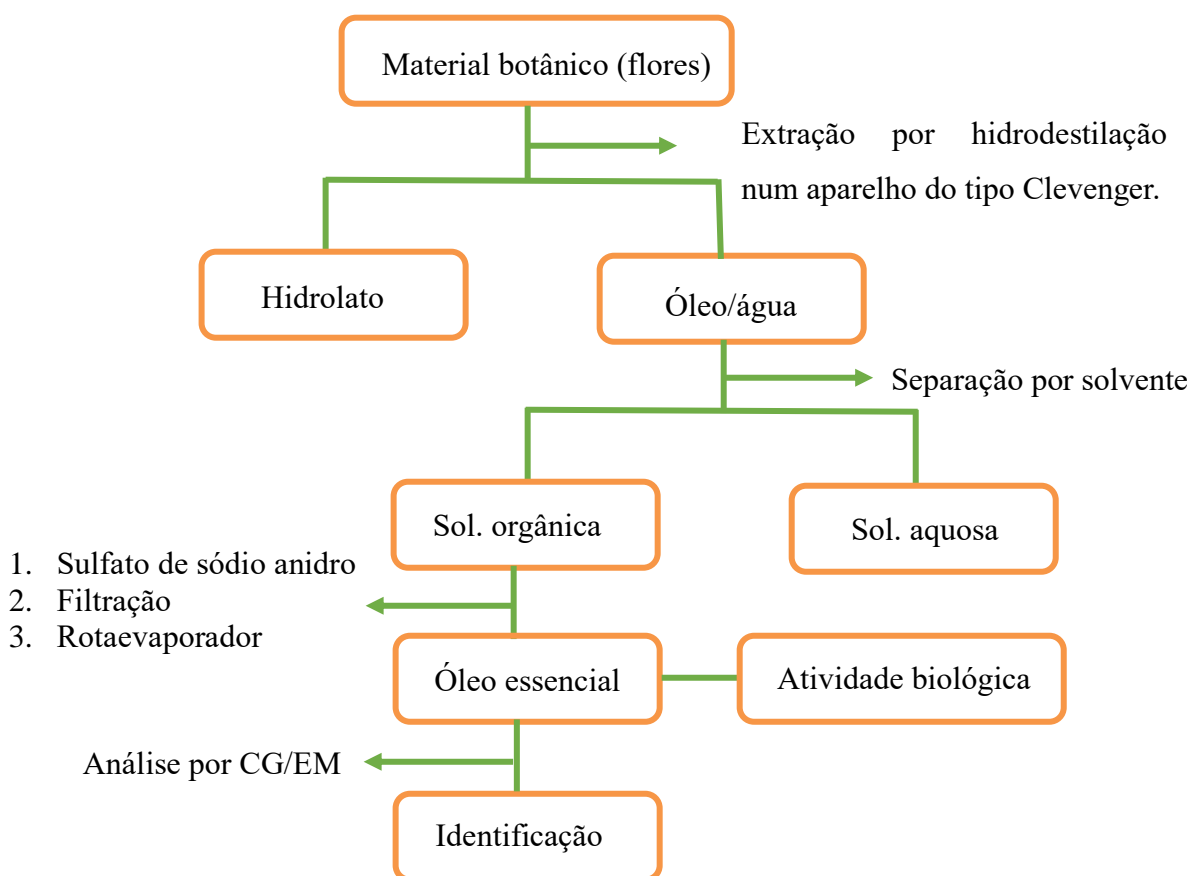 Material botânico (flores)
Extração por hidrodestilação
num aparelho do tipo Clevenger.
Hidrolato
Óleo/água
Separação por solvente
Sol. orgânica
Sol. aquosa
1. Sulfato de sódio anidro
2. Filtração
3. Rotaevaporador
Óleo essencial
Atividade biológica
Análise por CG/EM
Identificação